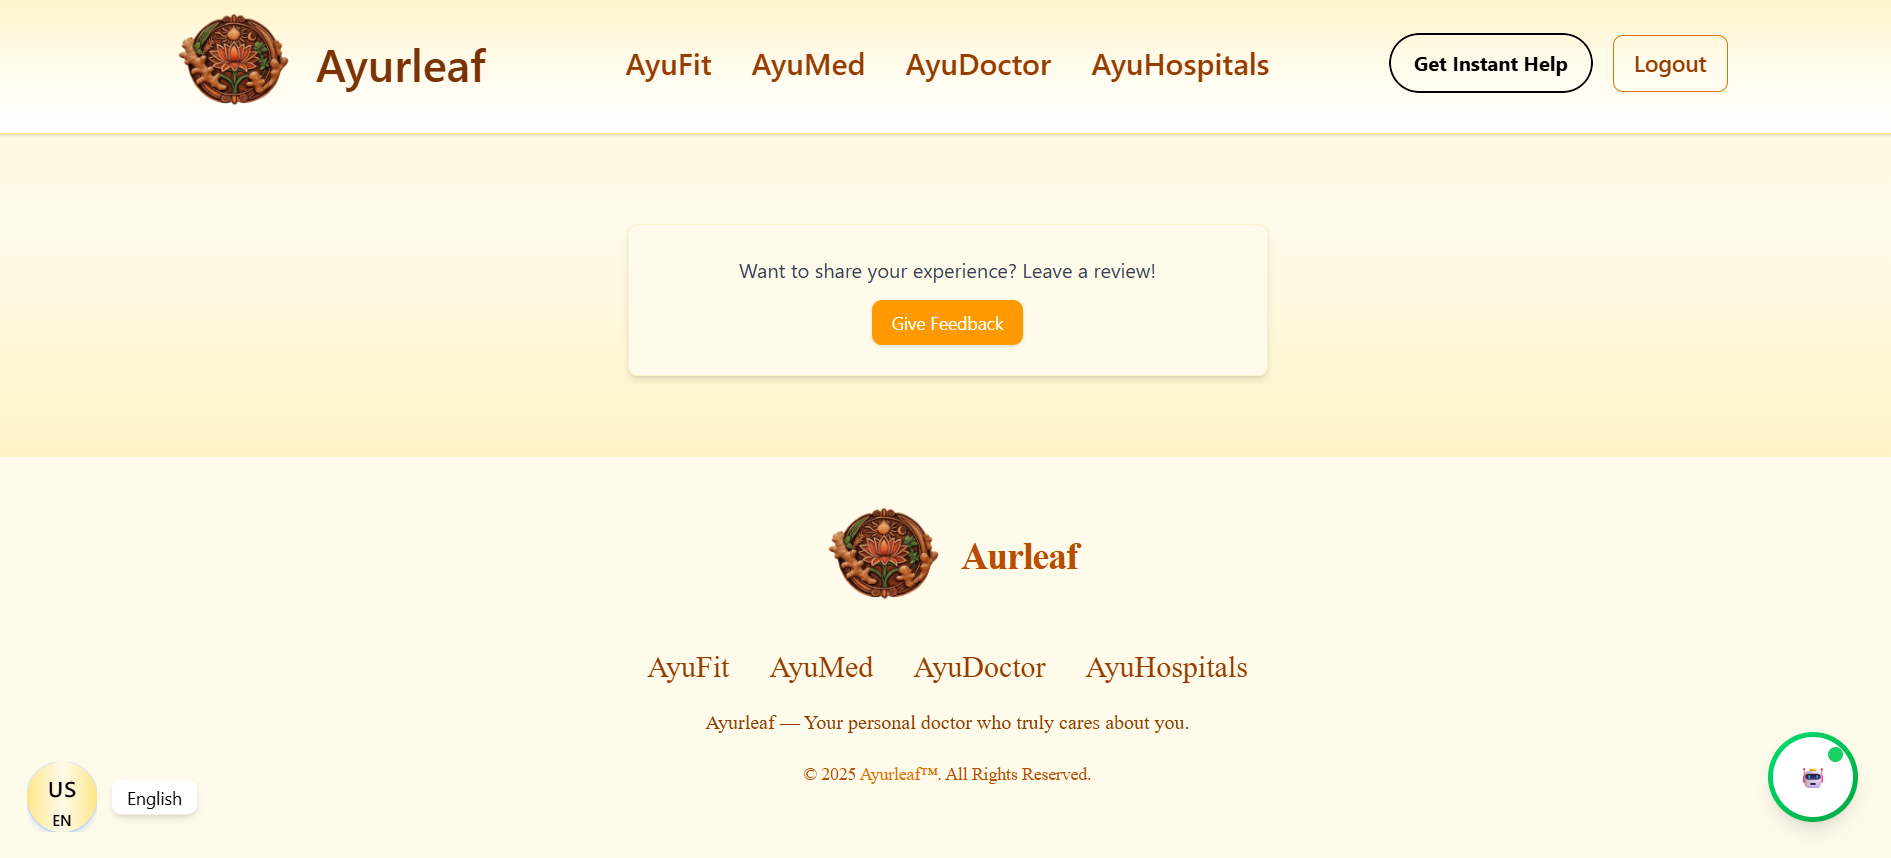 Ayurleaf
AyuFit AyuMed AyuDoctor AyuHospitals
Get Instant Help
Logout
Want to share your experience? Leave a review!
Give Feedback
Aurleaf
AyuFit AyuMed AyuDoctor AyuHospitals
Ayurleaf — Your personal doctor who truly cares about you.
© 2025 Ayurleaf™. All Rights Reserved.
US
EN
English